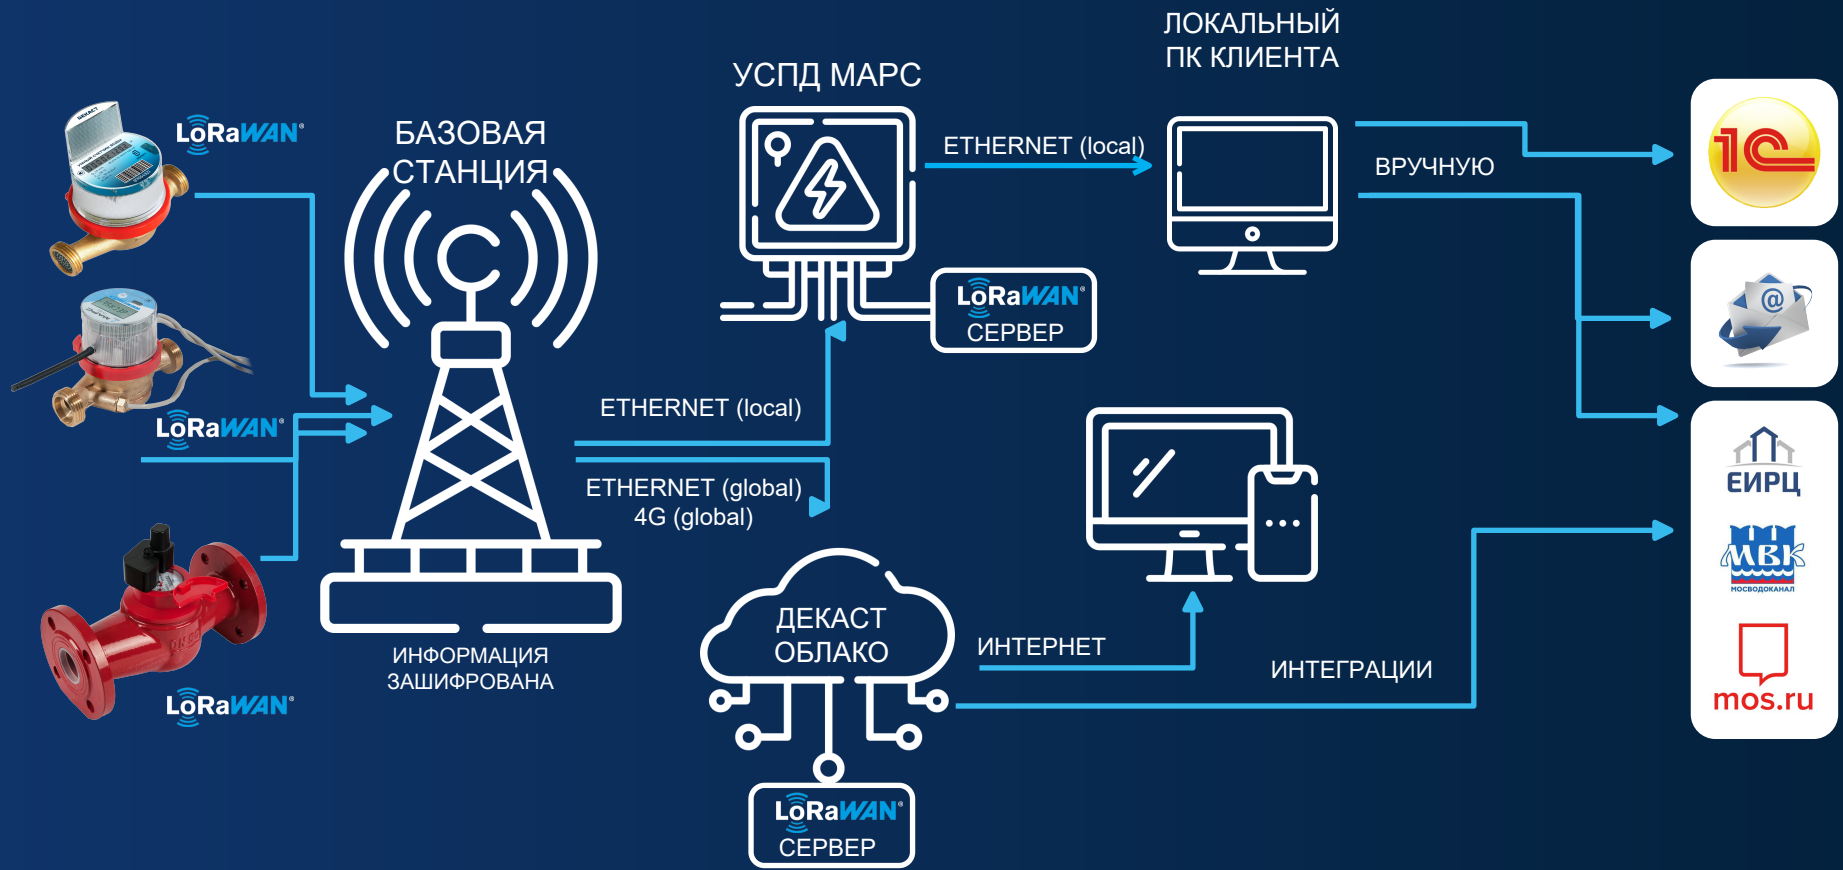 ЛОКАЛЬНЫЙ
ПК КЛИЕНТА
УСПД МАРС
LoRaWAN®
БАЗОВАЯ
СТАНЦИЯ
ETHERNET (local)
ВРУЧНУЮ
1С
LoRaWAN®
СЕРВЕР
@
ETHERNET (local)
LoRaWAN®
ETHERNET (global)
4G (global)
ЕИРЦ
МВК
МОСВОДОКАНАЛ
ДЕКАСТ
ОБЛАКО
ИНТЕРНЕТ
ИНТЕГРАЦИИ
ИНФОРМАЦИЯ
ЗАШИФРОВАНА
LoRaWAN®
mos.ru
LoRaWAN®
СЕРВЕР